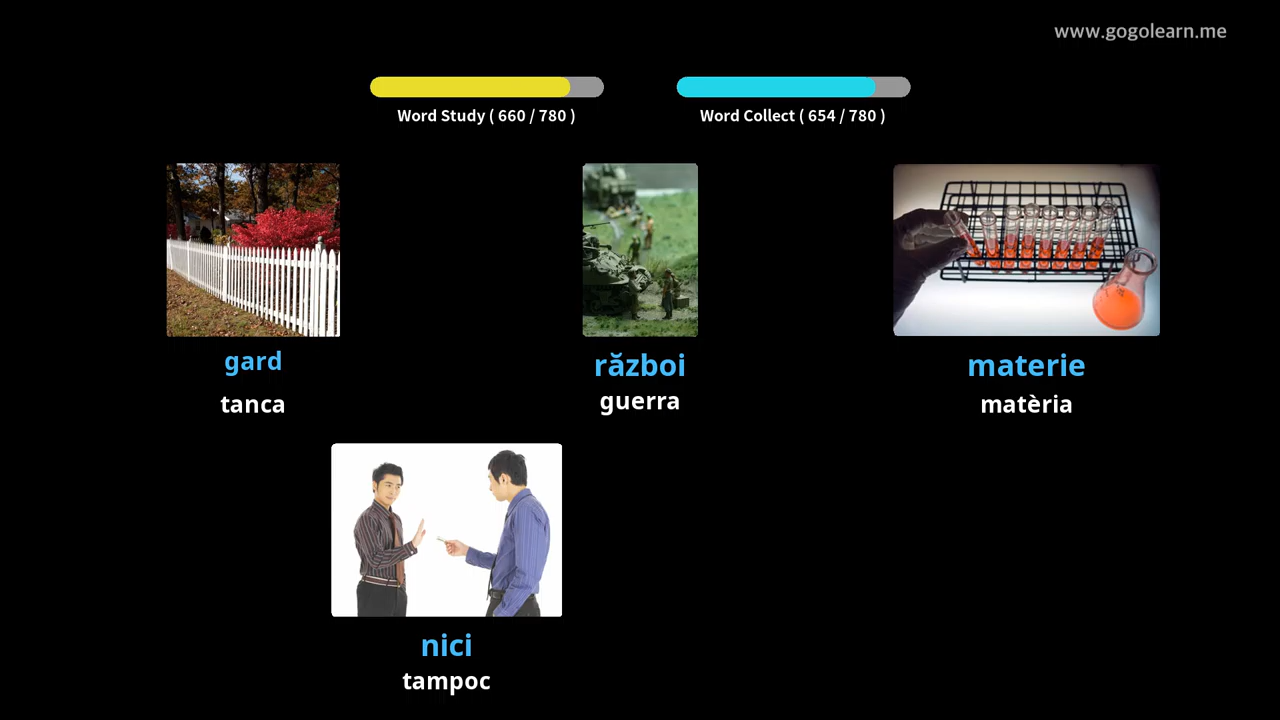 www.gogolearn.me
Word Study ( 660 / 780 )
Word Collect ( 654 / 780 )
gard
tanca
război
guerra
materie
matèria
nici
tampoc